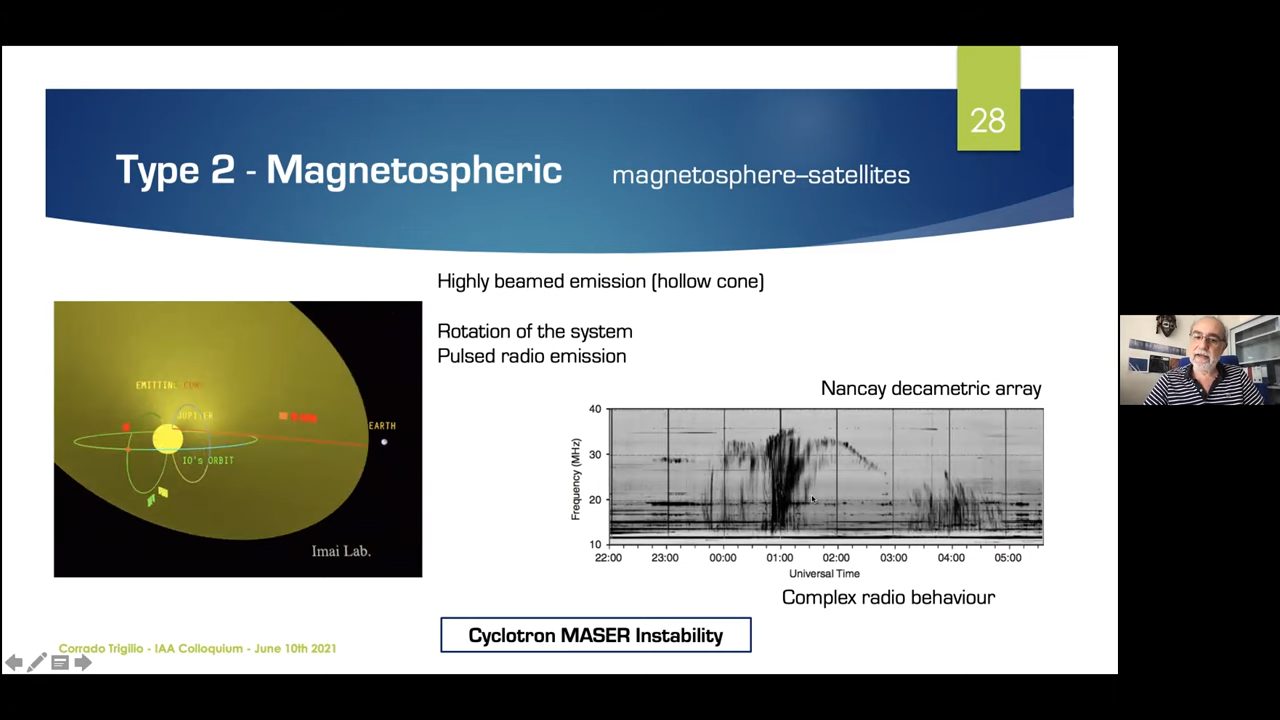 28
Type 2 - Magnetospheric magnetosphere–satellites
Highly beamed emission (hollow cone)
Rotation of the system
Pulsed radio emission
EMITTING CONE
JUPITER
EARTH
IO's ORBIT
Imai Lab.
Nancay decametric array
Frequency (MHz)
40
30
20
10
22:00 23:00 00:00 01:00 02:00 03:00 04:00 05:00
Universal Time
Complex radio behaviour
Cyclotron MASER Instability
Corrado Trigilio - IAA Colloquium - June 10th 2021